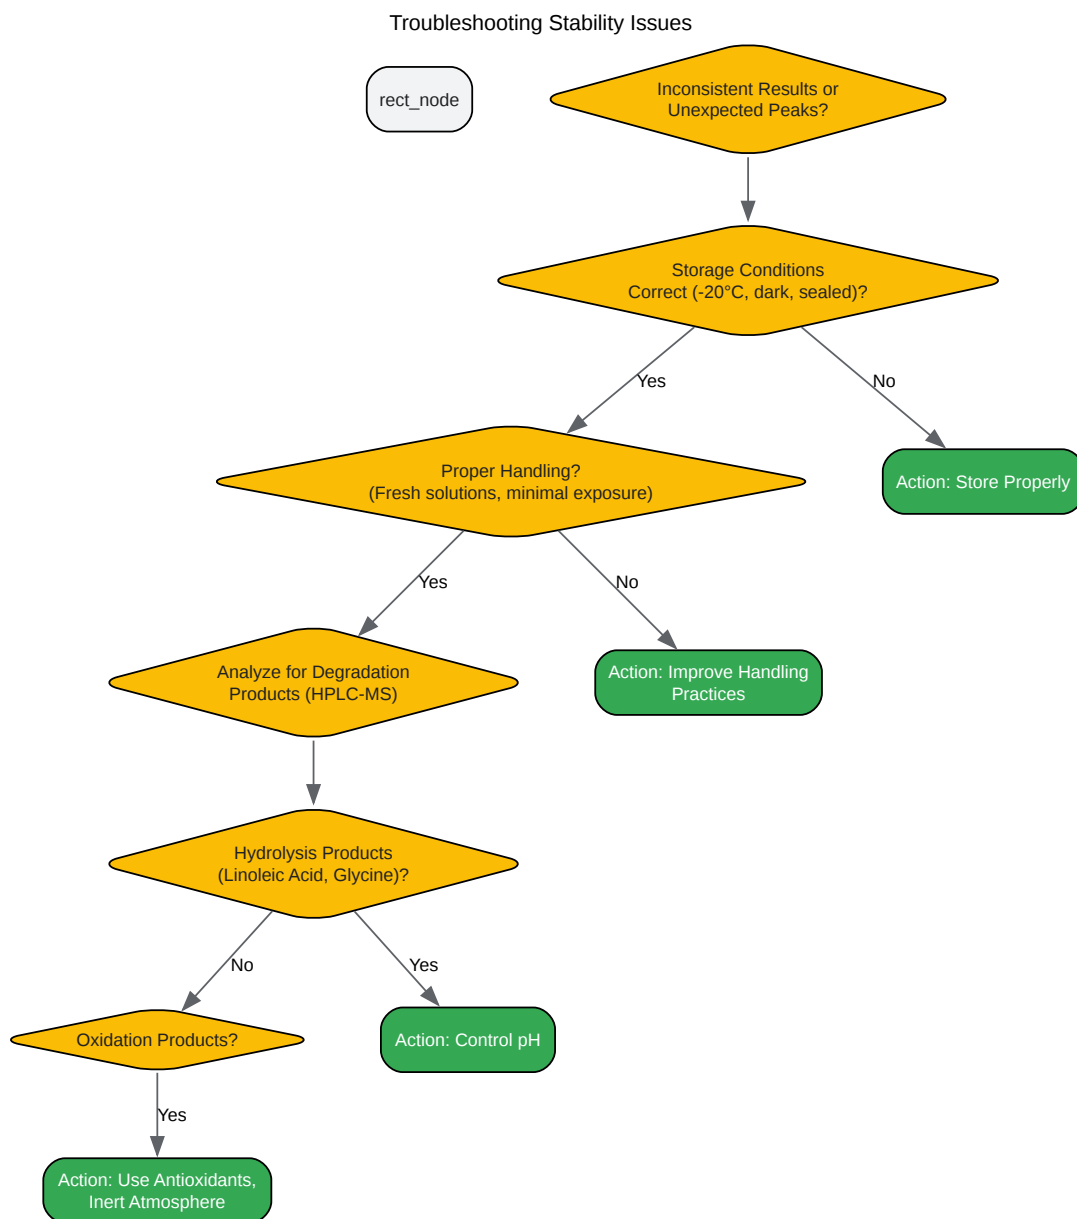 Troubleshooting Stability Issues
rect_node
Inconsistent Results or
Unexpected Peaks?
Storage Conditions
Correct (-20°C, dark, sealed)?
Yes
No
Proper Handling?
(Fresh solutions, minimal exposure)
Action: Store Properly
Yes
No
Analyze for Degradation
Products (HPLC-MS)
Action: Improve Handling
Practices
Hydrolysis Products
(Linoleic Acid, Glycine)?
No
Yes
Oxidation Products?
Action: Control pH
Yes
Action: Use Antioxidants,
Inert Atmosphere